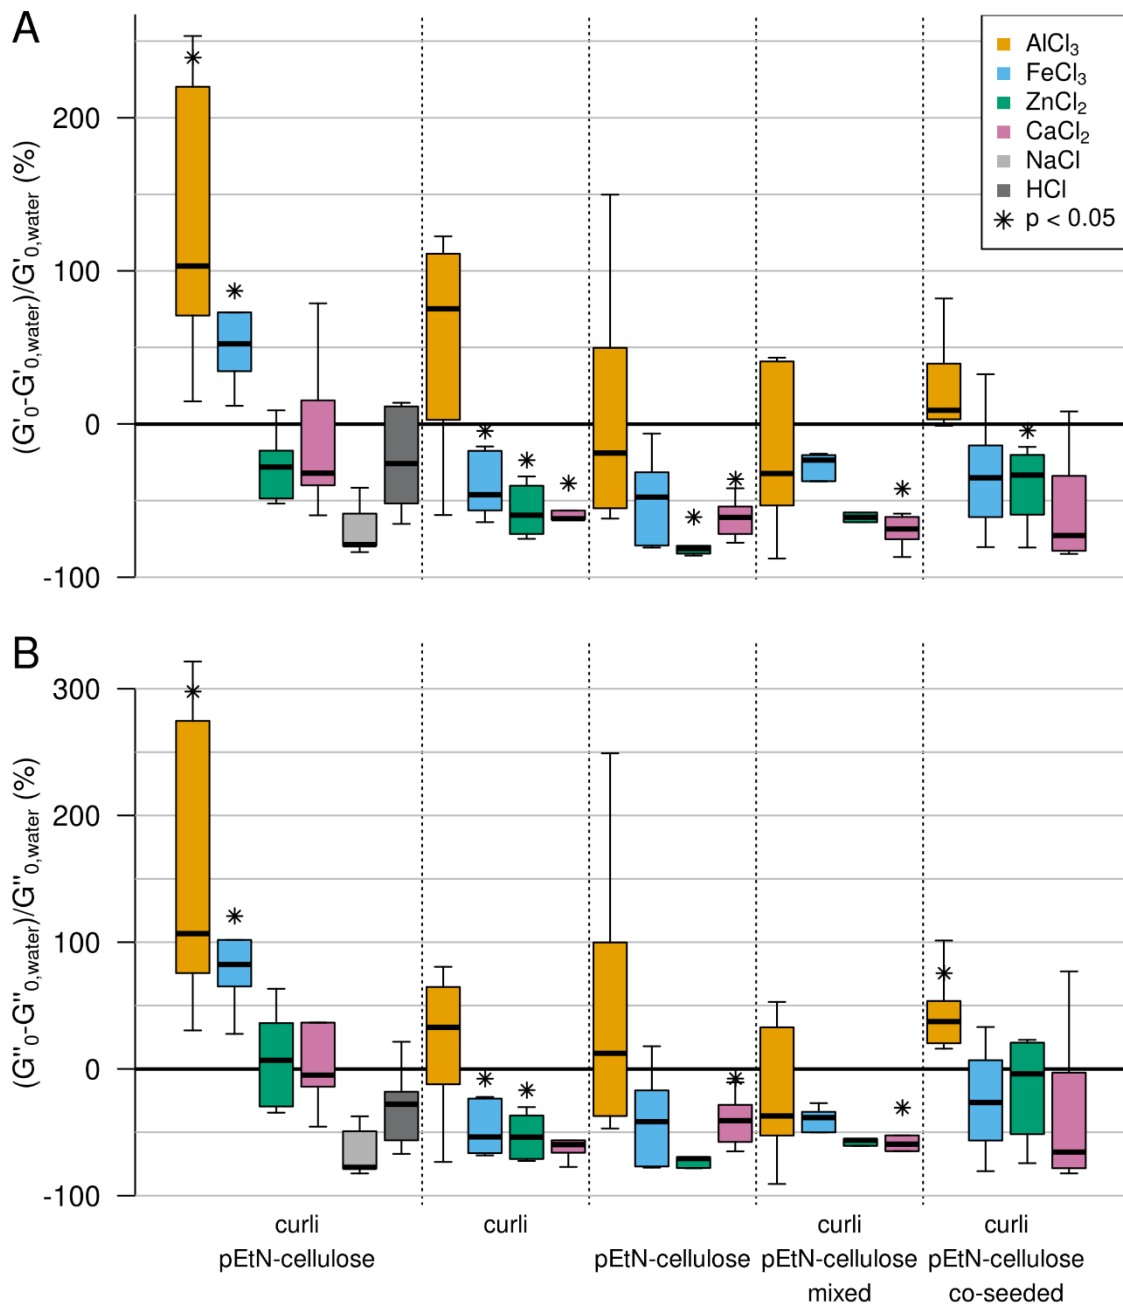 A
(G'₀-G'₀,water)/G'₀,water (%)
200
100
0
-100
AlCl₃
FeCl₃
ZnCl₂
CaCl₂
NaCl
HCl
p < 0.05
B
(G''₀-G''₀,water)/G''₀,water (%)
300
200
100
0
-100
curli
pEtN-cellulose
curli
pEtN-cellulose
curli
pEtN-cellulose
mixed
curli
pEtN-cellulose
co-seeded